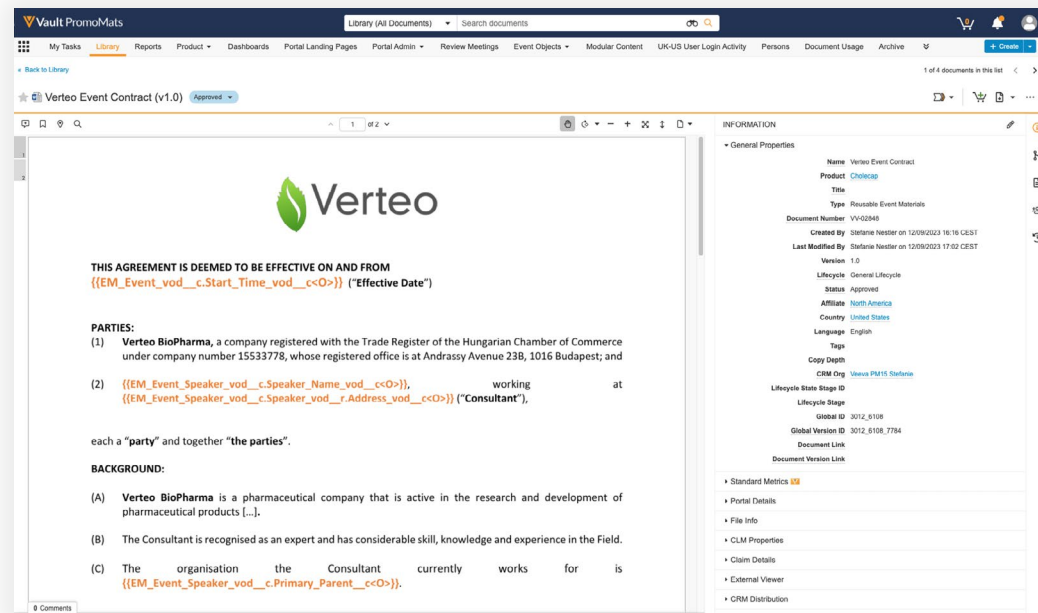 Vault PromoMats
Library (All Documents)
Search documents
My Tasks Library Reports Product Dashboards Portal Landing Pages Portal Admin Review Meetings Event Objects Modular Content UK-US User Login Activity Persons Document Usage Archive + Create
« Back to Library
1 of 4 documents in this list
Verteo Event Contract (v1.0) Approved
1 of 2
1
2
Verteo
THIS AGREEMENT IS DEEMED TO BE EFFECTIVE ON AND FROM
{{EM_Event_vod__c.Start_Time_vod__c<O>}} (“Effective Date”)
PARTIES:
(1) Verteo BioPharma, a company registered with the Trade Register of the Hungarian Chamber of Commerce
under company number 15533778, whose registered office is at Andrassy Avenue 23B, 1016 Budapest; and
(2) {{EM_Event_Speaker_vod__c.Speaker_Name_vod__c<O>}}, working at
{{EM_Event_Speaker_vod__c.Speaker_vod__r.Address_vod__c<O>}} (“Consultant”),
each a “party” and together “the parties”.
BACKGROUND:
(A) Verteo BioPharma is a pharmaceutical company that is active in the research and development of
pharmaceutical products [...].
(B) The Consultant is recognised as an expert and has considerable skill, knowledge and experience in the Field.
(C) The organisation the Consultant currently works for is
{{EM_Event_Speaker_vod__c.Primary_Parent__c<O>}}.
0 Comments
INFORMATION
General Properties
Name Verteo Event Contract
Product Cholecap
Title
Type Reusable Event Materials
Document Number VV-02848
Created By Stefanie Nestler on 12/09/2023 16:16 CEST
Last Modified By Stefanie Nestler on 12/09/2023 17:02 CEST
Version 1.0
Lifecycle General Lifecycle
Status Approved
Affiliate North America
Country United States
Language English
Tags
Copy Depth
CRM Org Veeva PM15 Stefanie
Lifecycle State Stage ID
Lifecycle Stage
Global ID 3012_6108
Global Version ID 3012_6108_7784
Document Link
Document Version Link
Standard Metrics
Portal Details
File Info
CLM Properties
Claim Details
External Viewer
CRM Distribution